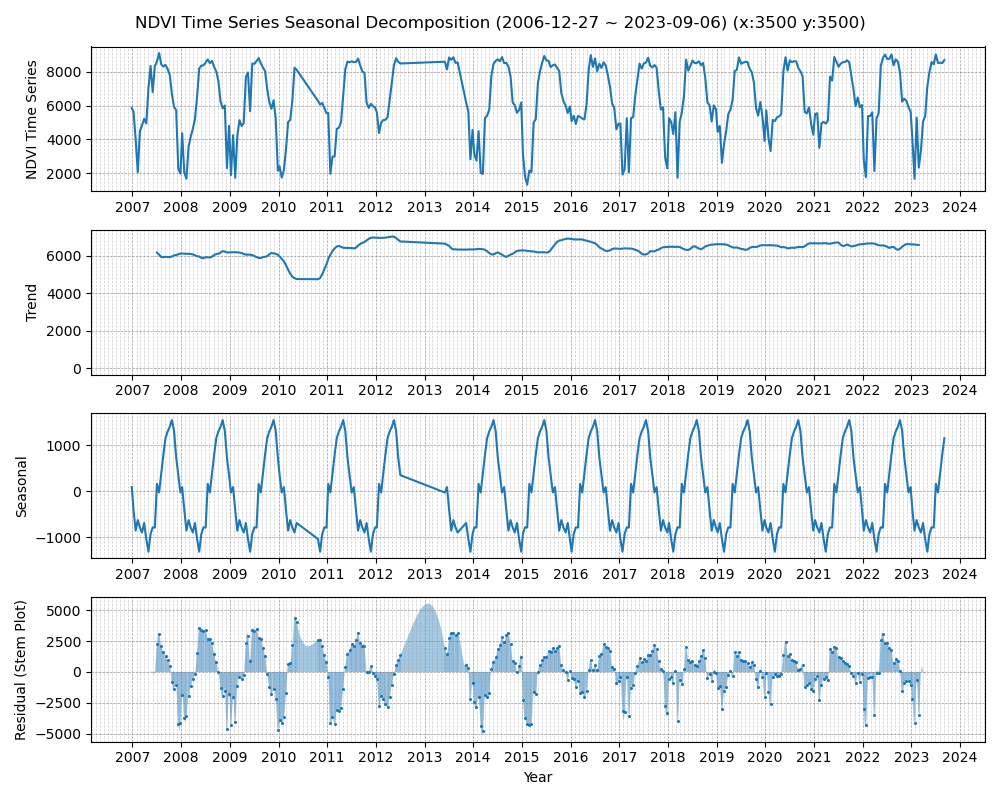 NDVI Time Series Seasonal Decomposition (2006-12-27 ~ 2023-09-06) (x:3500 y:3500)
NDVI Time Series
8000
6000
4000
2000
2007 2008 2009 2010 2011 2012 2013 2014 2015 2016 2017 2018 2019 2020 2021 2022 2023 2024
Trend
6000
4000
2000
0
2007 2008 2009 2010 2011 2012 2013 2014 2015 2016 2017 2018 2019 2020 2021 2022 2023 2024
Seasonal
1000
0
−1000
2007 2008 2009 2010 2011 2012 2013 2014 2015 2016 2017 2018 2019 2020 2021 2022 2023 2024
Residual (Stem Plot)
5000
2500
0
−2500
−5000
2007 2008 2009 2010 2011 2012 2013 2014 2015 2016 2017 2018 2019 2020 2021 2022 2023 2024
Year